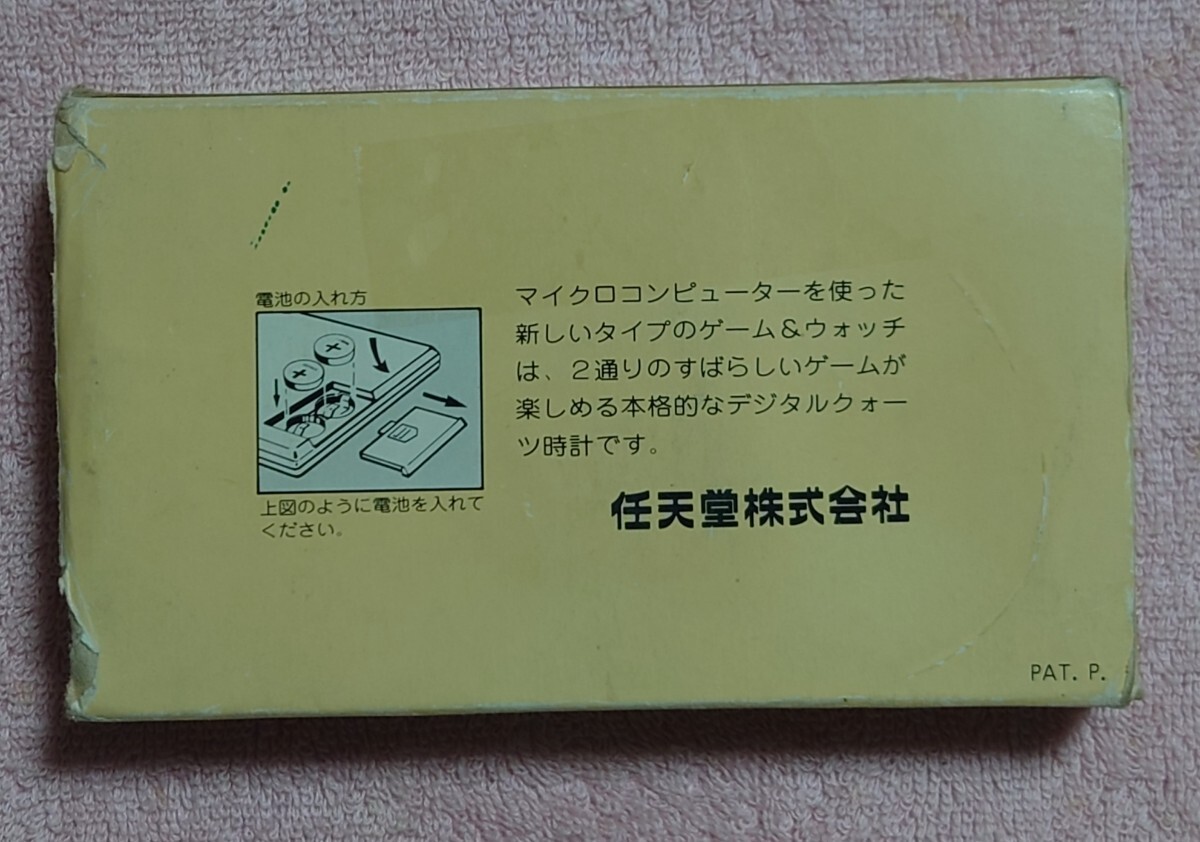 電池の入れ方
上図のように電池を入れて
ください。
マイクロコンピューターを使った
新しいタイプのゲーム&ウォッチ
は、2通りのすばらしいゲームが
楽しめる本格的なデジタルクォー
ツ時計です。
任天堂株式会社
PAT. P.